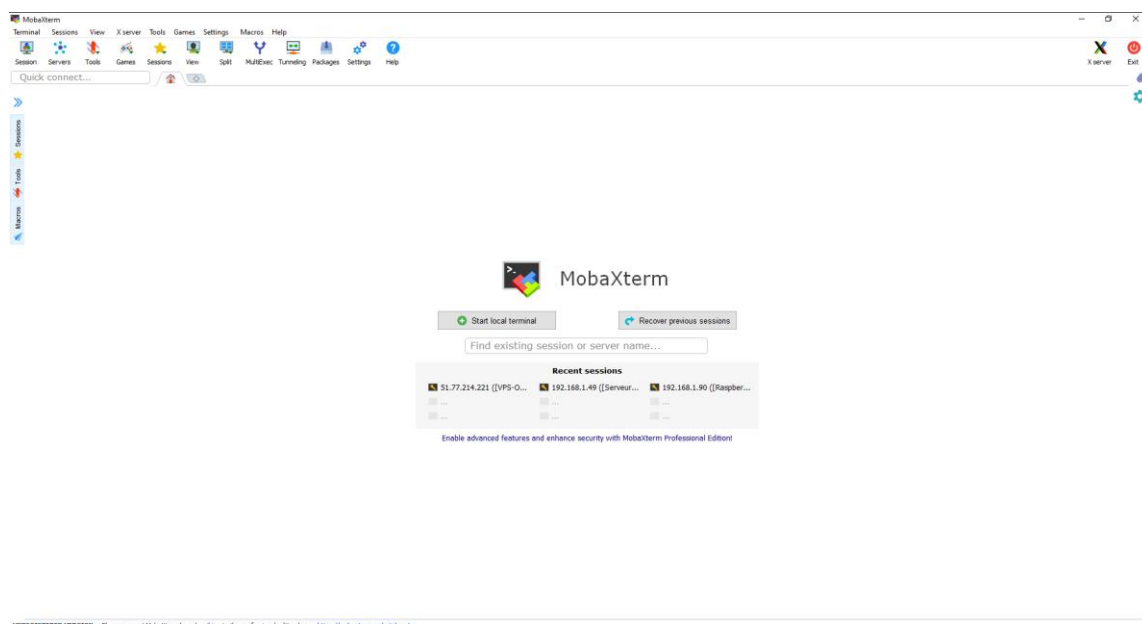 MobaXterm
Terminal Sessions View X server Tools Games Settings Macros Help
Session Servers Tools Games Sessions View Split MultiExec Tunneling Packages Settings Help X server Exit
Quick connect...
Sessions
Tools
Macros
MobaXterm
Start local terminal Recover previous sessions
Find existing session or server name...
Recent sessions
51.77.214.221 ([VPS-O... 192.168.1.49 ([Serveur... 192.168.1.90 ([Raspber...
... ... ...
... ... ...
Enable advanced features and enhance security with MobaXterm Professional Edition!